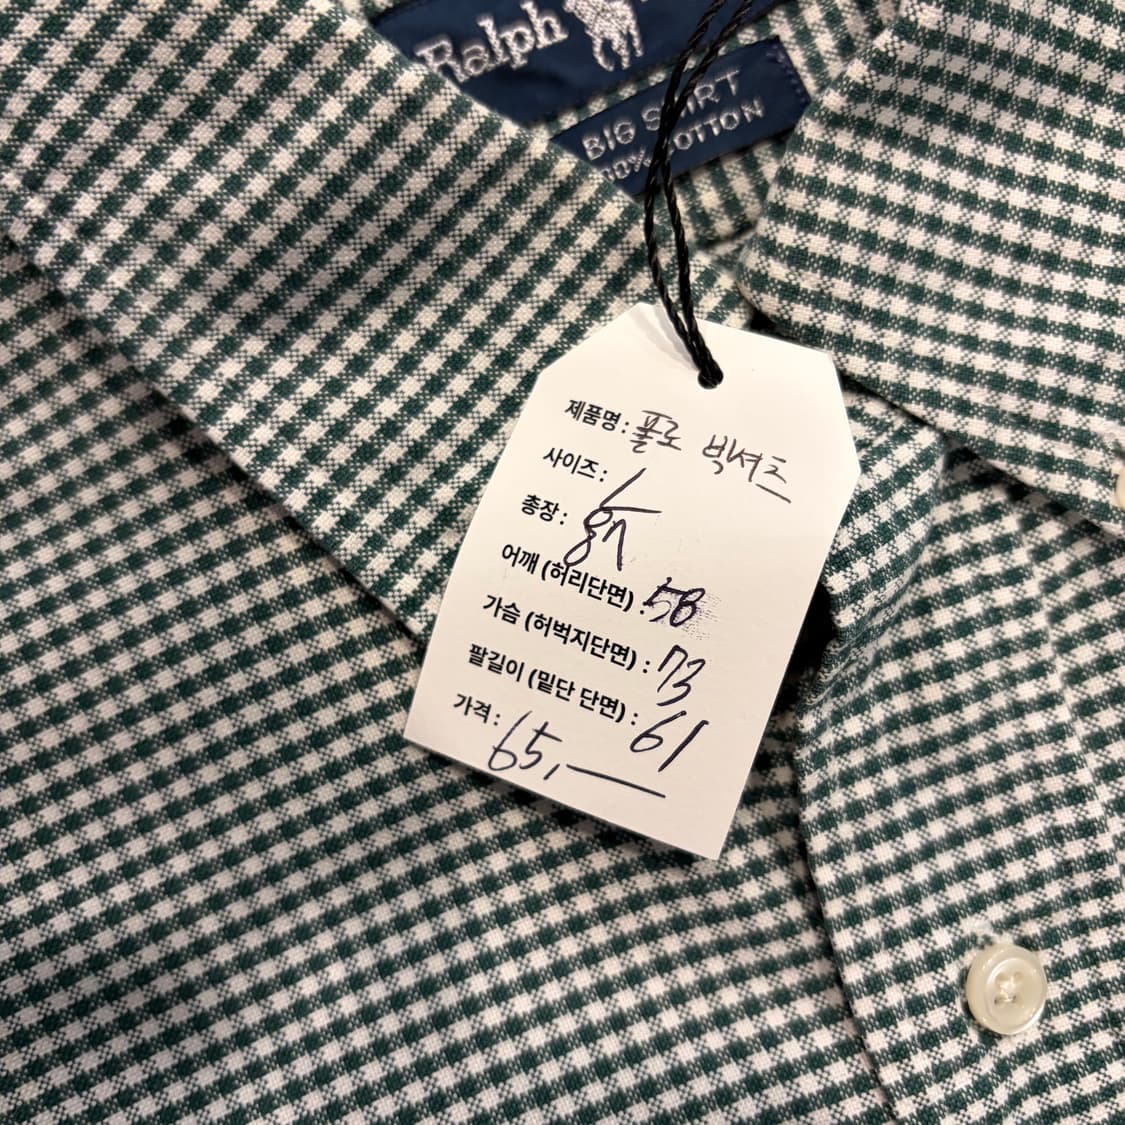 Ralph
BIG SHIRT
100% COTTON
제품명: 폴로 빅셔츠
사이즈: L
총장: 87
어깨 (허리단면) : 58
가슴 (허벅지단면) : 73
팔길이 (밑단 단면) : 61
가격: 65,—